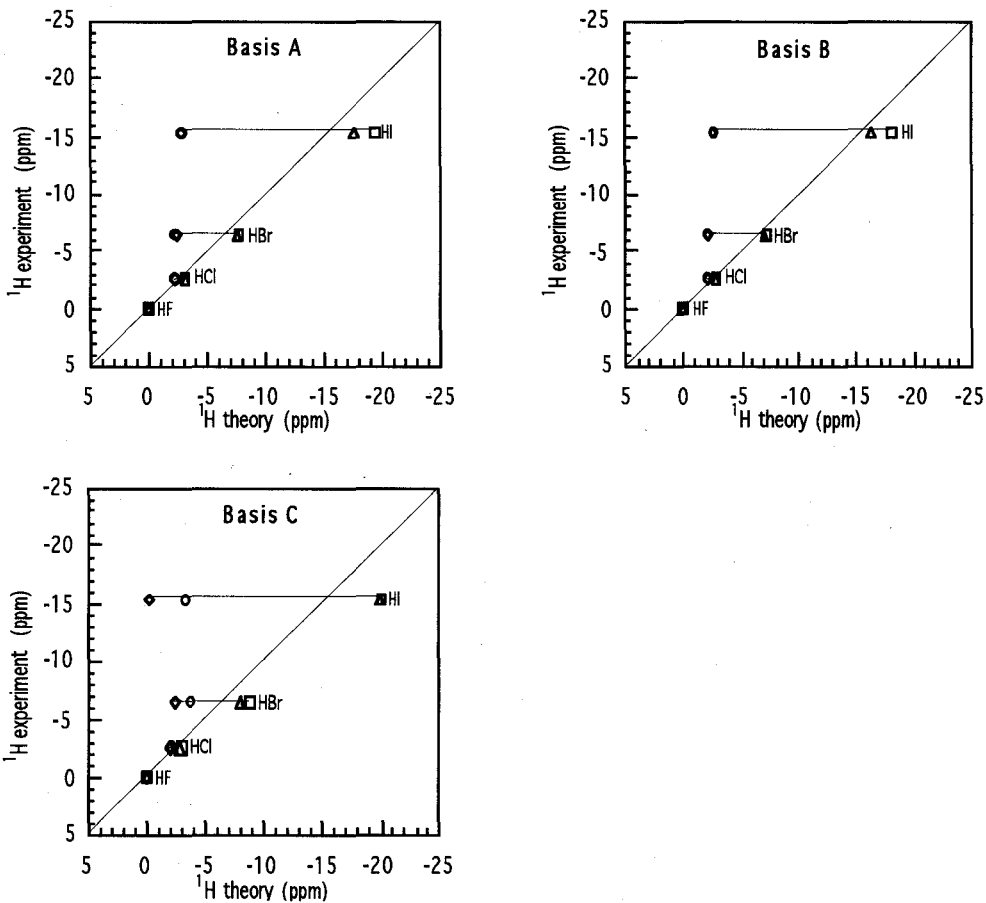 Basis A
-25
-20
-15
-10
-5
0
5
¹H experiment (ppm)
HI
HBr
HCl
HF
5 0 -5 -10 -15 -20 -25
¹H theory (ppm)
Basis B
-25
-20
-15
-10
-5
0
5
¹H experiment (ppm)
HI
HBr
HCl
HF
5 0 -5 -10 -15 -20 -25
¹H theory (ppm)
Basis C
-25
-20
-15
-10
-5
0
5
¹H experiment (ppm)
HI
HBr
HCl
HF
5 0 -5 -10 -15 -20 -25
¹H theory (ppm)